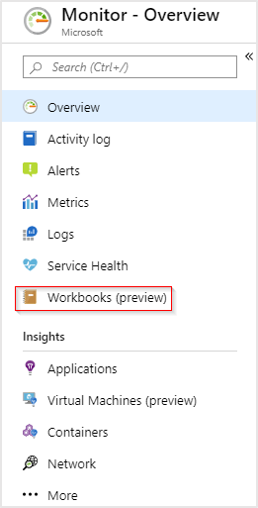 Monitor - Overview
Microsoft
Search (Ctrl+/)
Overview
Activity log
Alerts
Metrics
Logs
Service Health
Workbooks (preview)
Insights
Applications
Virtual Machines (preview)
Containers
Network
More